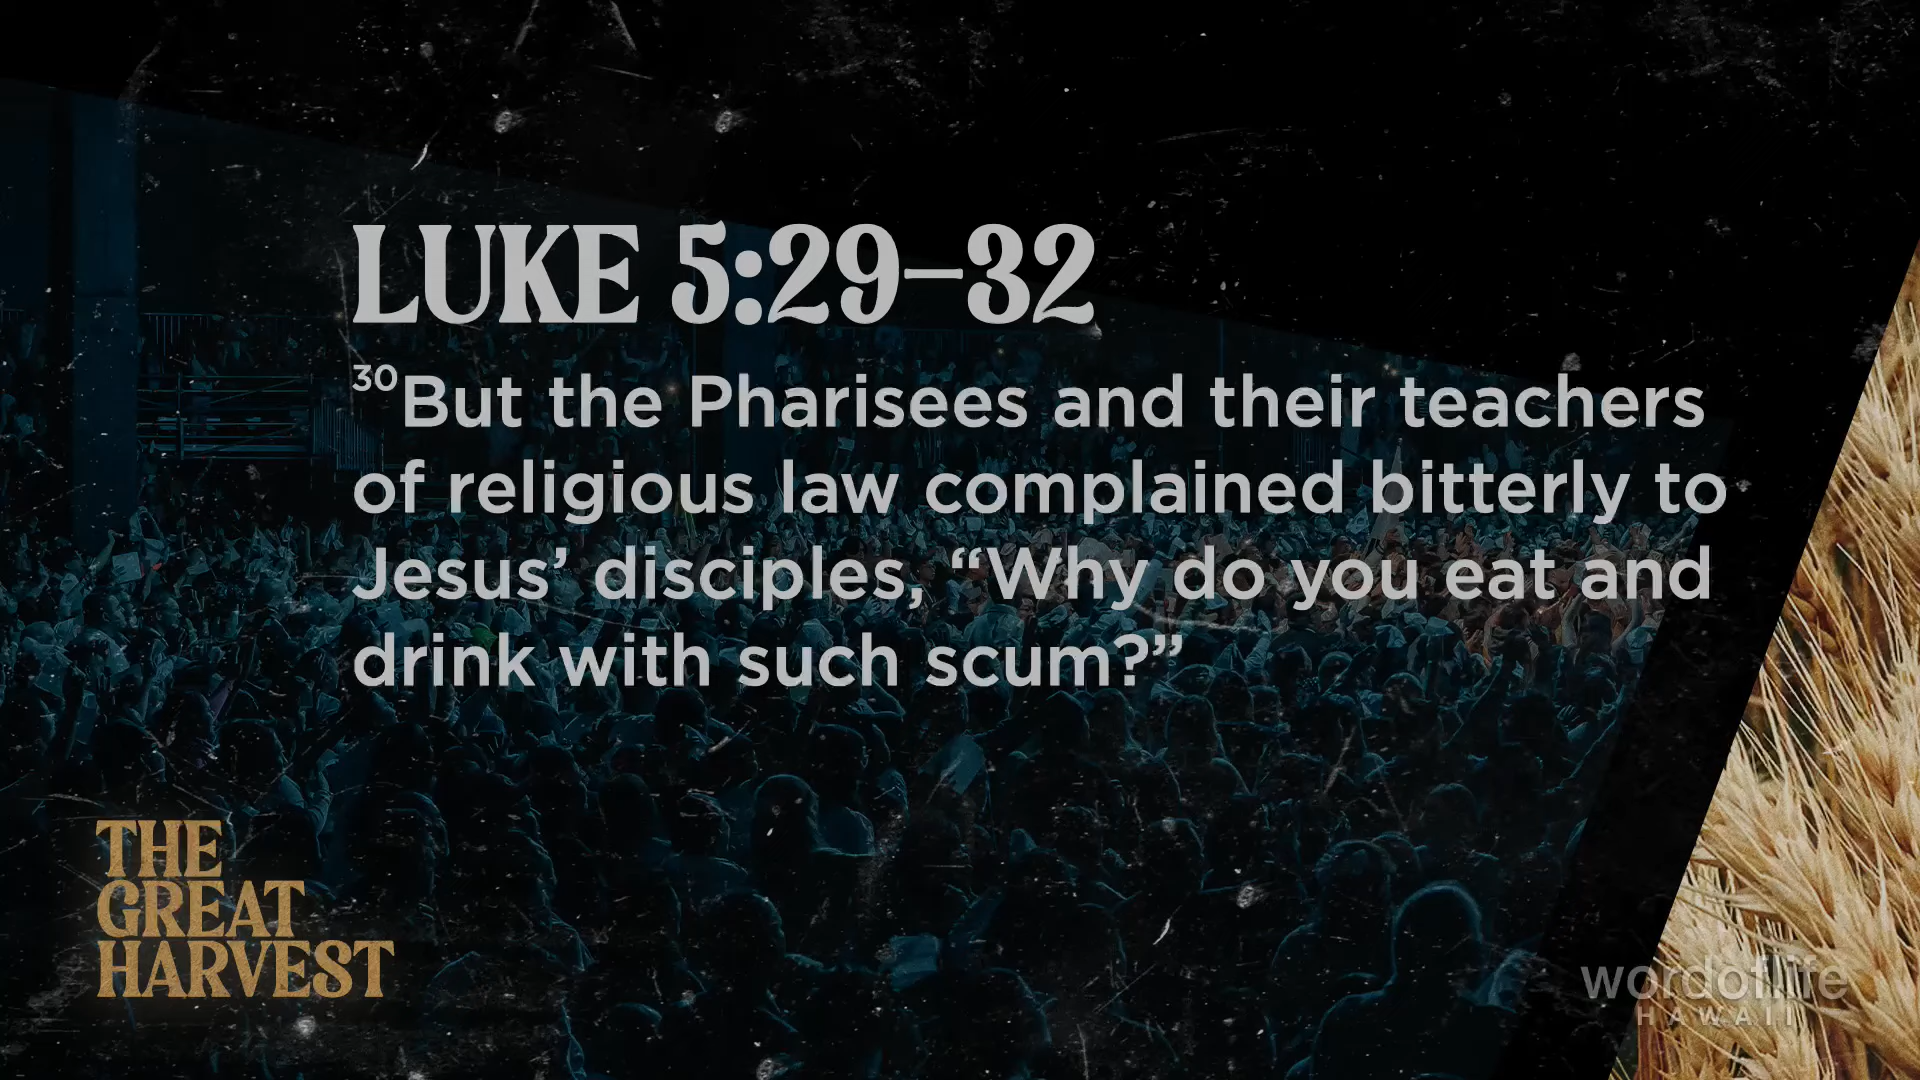 LUKE 5:29–32
³⁰But the Pharisees and their teachers
of religious law complained bitterly to
Jesus’ disciples, “Why do you eat and
drink with such scum?”
THE
GREAT
HARVEST
wordoflife
HAWAII